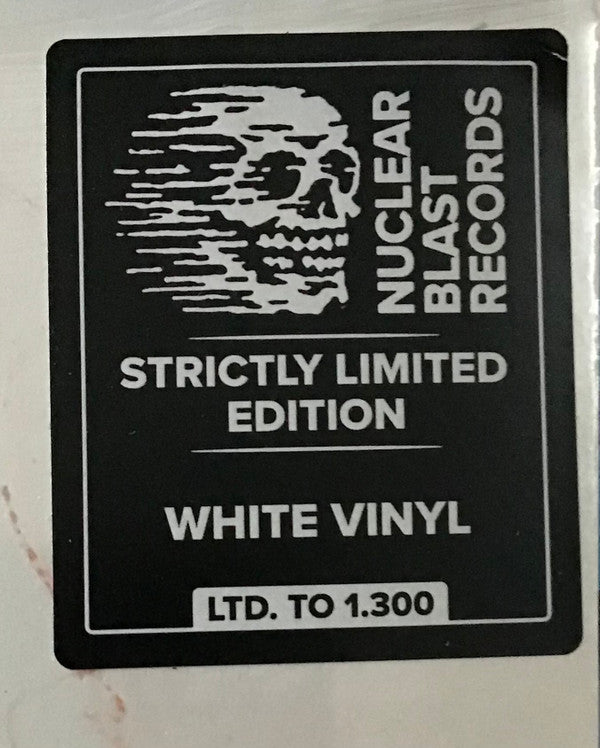 NUCLEAR
BLAST
RECORDS
STRICTLY LIMITED
EDITION
WHITE VINYL
LTD. TO 1.300